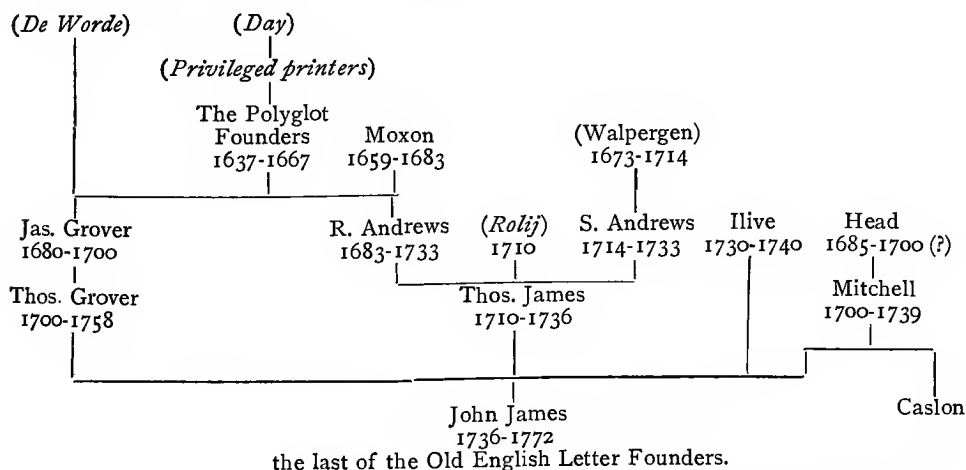 (De Worde) (Day)
(Privileged printers)
The Polyglot
Founders Moxon (Walpergen)
1637-1667 1659-1683 1673-1714
Jas. Grover R. Andrews (Rolij) S. Andrews Ilive Head
1680-1700 1683-1733 1710 1714-1733 1730-1740 1685-1700 (?)
Thos. Grover Thos. James Mitchell
1700-1758 1710-1736 1700-1739
John James Caslon
1736-1772
the last of the Old English Letter Founders.